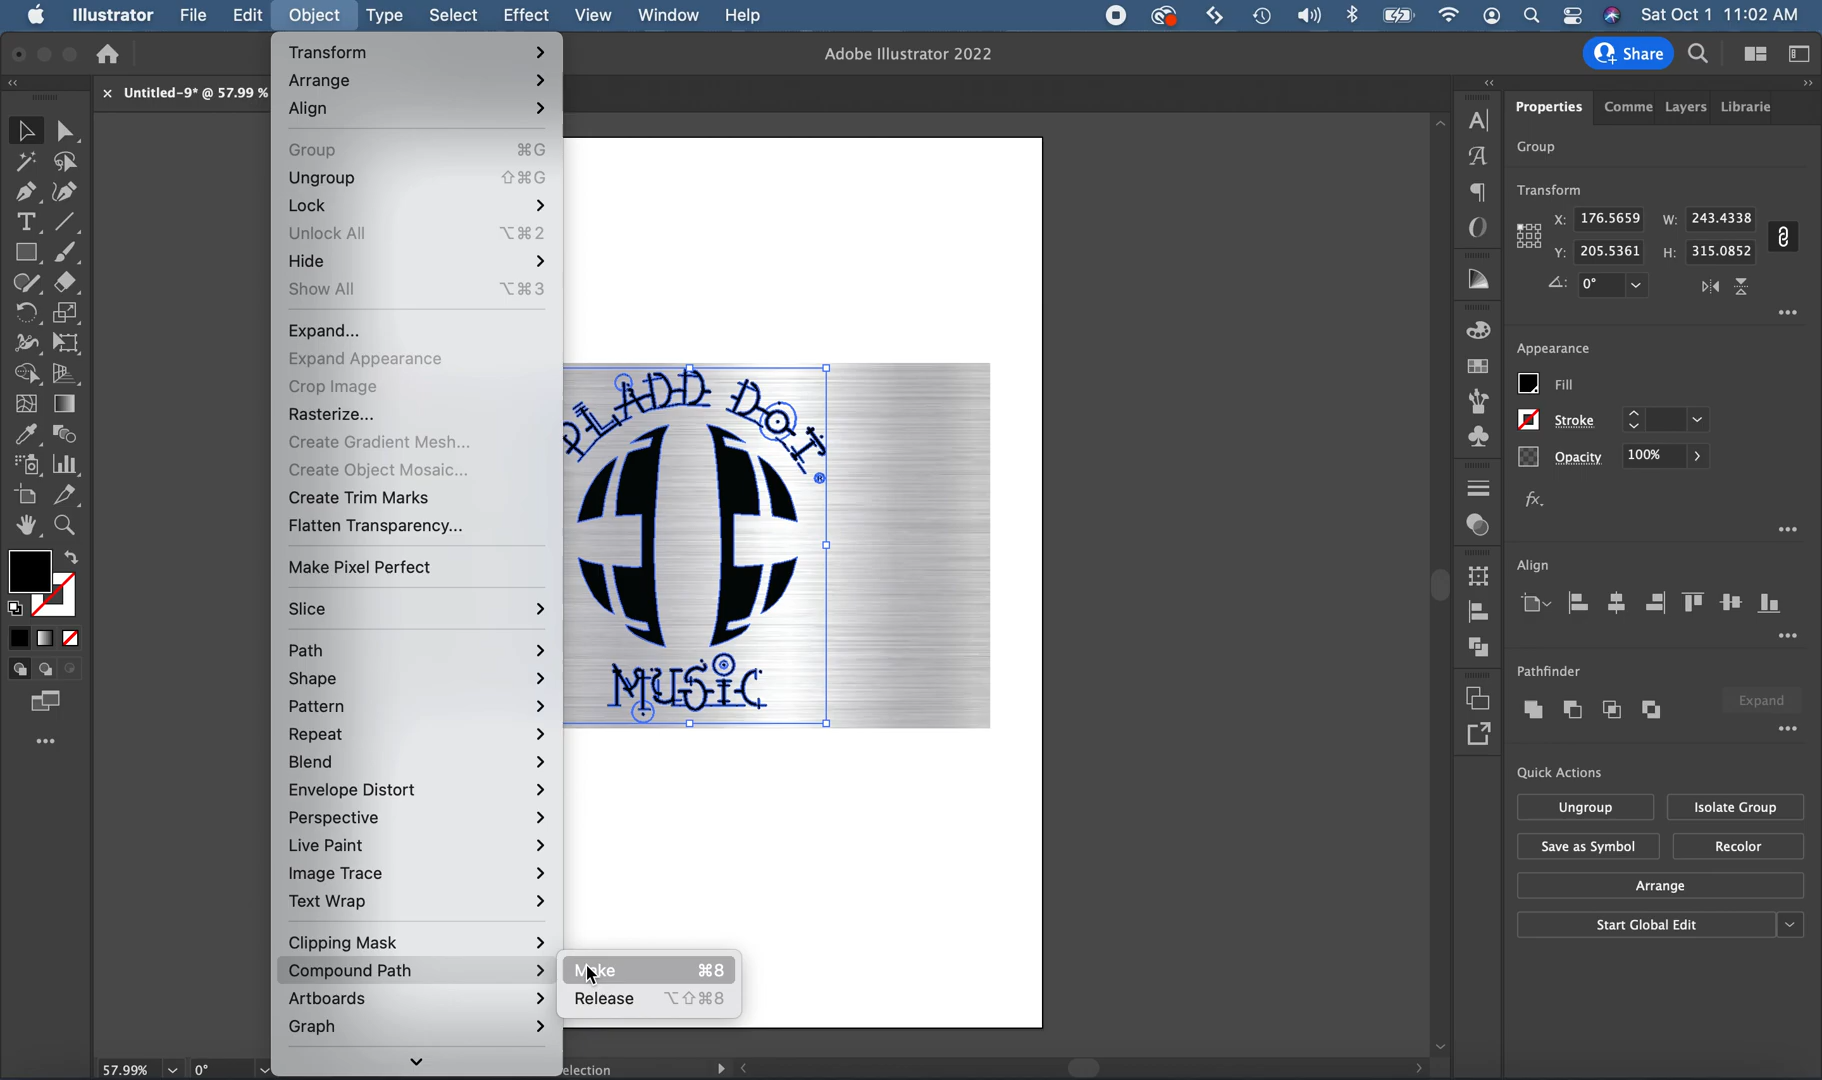 Illustrator File Edit Object Type Select Effect View Window Help
Sat Oct 1 11:02 AM
Adobe Illustrator 2022
Share
Untitled-9* @ 57.99 %
Transform
Arrange
Align
Group ⌘G
Ungroup ⇧⌘G
Lock
Unlock All ⌥⌘2
Hide
Show All ⌥⌘3
Expand...
Expand Appearance
Crop Image
Rasterize...
Create Gradient Mesh...
Create Object Mosaic...
Create Trim Marks
Flatten Transparency...
Make Pixel Perfect
Slice
Path
Shape
Pattern
Repeat
Blend
Envelope Distort
Perspective
Live Paint
Image Trace
Text Wrap
Clipping Mask
Compound Path
Artboards
Graph
Make ⌘8
Release ⌥⇧⌘8
PLADD DOT
®
MUSIC
57.99%
0°
election
Properties Comme Layers Librarie
Group
Transform
X: 176.5659 W: 243.4338
Y: 205.5361 H: 315.0852
0°
Appearance
Fill
Stroke
Opacity 100%
fx.
Align
Pathfinder
Expand
Quick Actions
Ungroup Isolate Group
Save as Symbol Recolor
Arrange
Start Global Edit